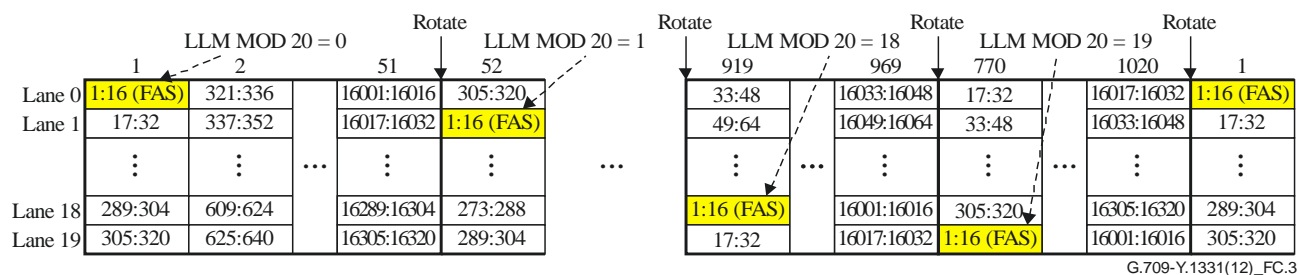 Rotate Rotate Rotate Rotate
LLM MOD 20 = 0 LLM MOD 20 = 1 LLM MOD 20 = 18 LLM MOD 20 = 19
1 2 51 52 919 969 770 1020 1
Lane 0 1:16 (FAS) 321:336 16001:16016 305:320 33:48 16033:16048 17:32 16017:16032 1:16 (FAS)
Lane 1 17:32 337:352 16017:16032 1:16 (FAS) 49:64 16049:16064 33:48 16033:16048 17:32
⋮ ⋮ … ⋮ ⋮ … ⋮ … ⋮ ⋮ … ⋮ ⋮
Lane 18 289:304 609:624 16289:16304 273:288 1:16 (FAS) 16001:16016 305:320 16305:16320 289:304
Lane 19 305:320 625:640 16305:16320 289:304 17:32 16017:16032 1:16 (FAS) 16001:16016 305:320
G.709-Y.1331(12)_FC.3